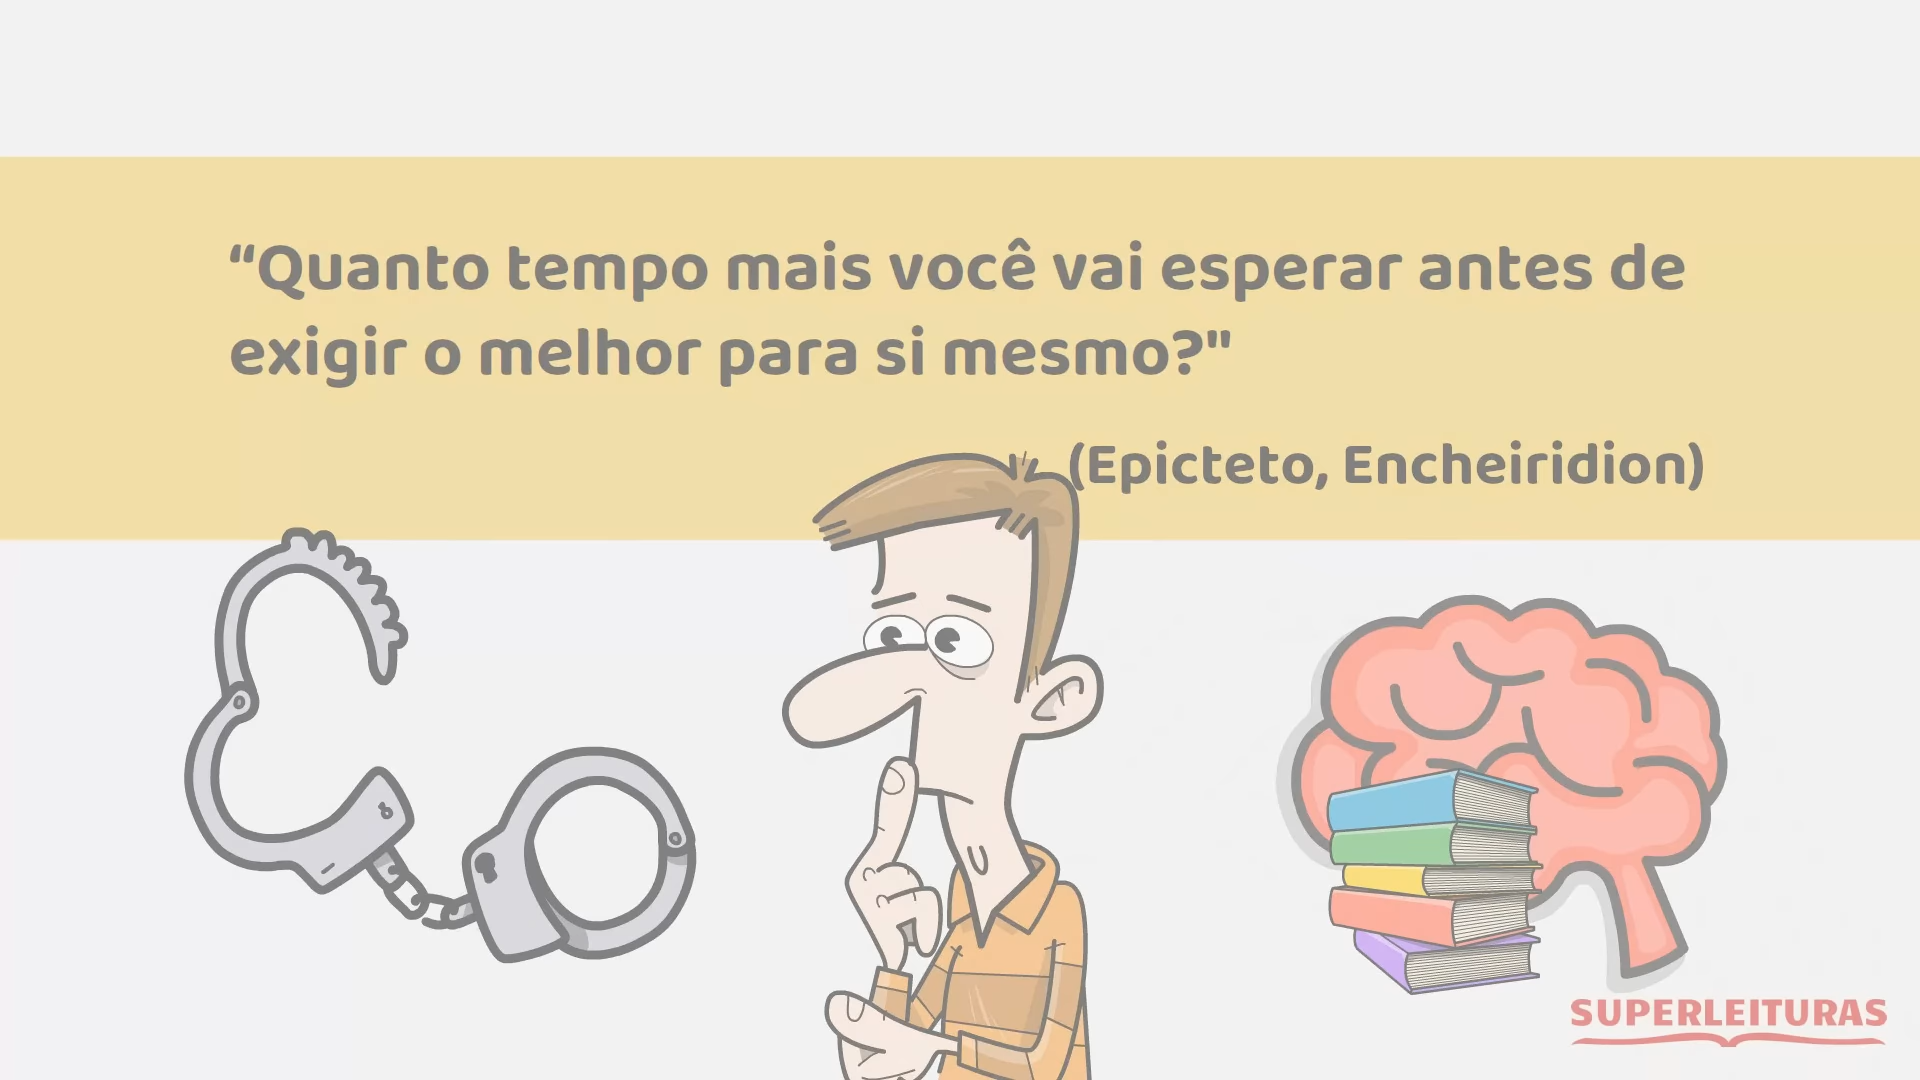 “Quanto tempo mais você vai esperar antes de
exigir o melhor para si mesmo?"
(Epicteto, Encheiridion)
SUPERLEITURAS